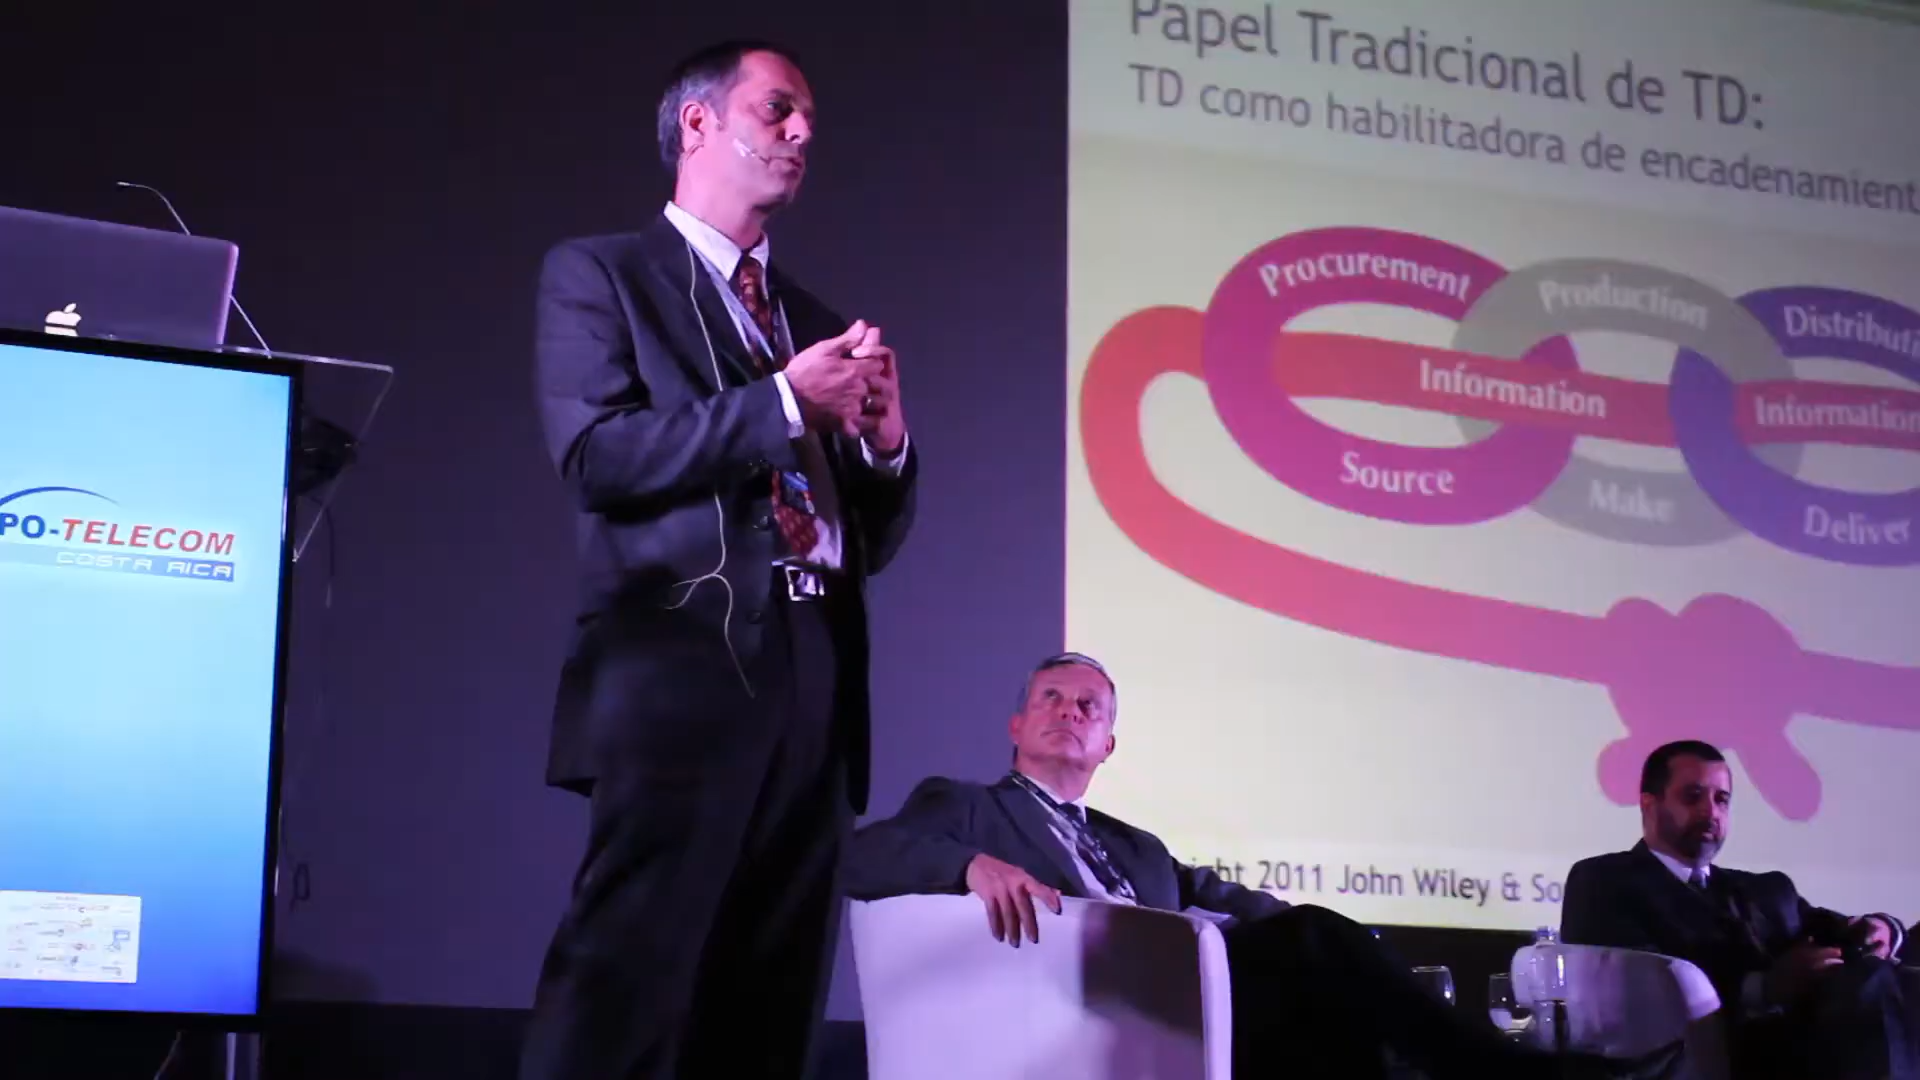 Papel Tradicional de TD:
TD como habilitadora de encadenamient
Procurement
Production
Distributi
Information
Information
Source
Make
Deliver
2011 John Wiley & So
PO-TELECOM
COSTA RICA